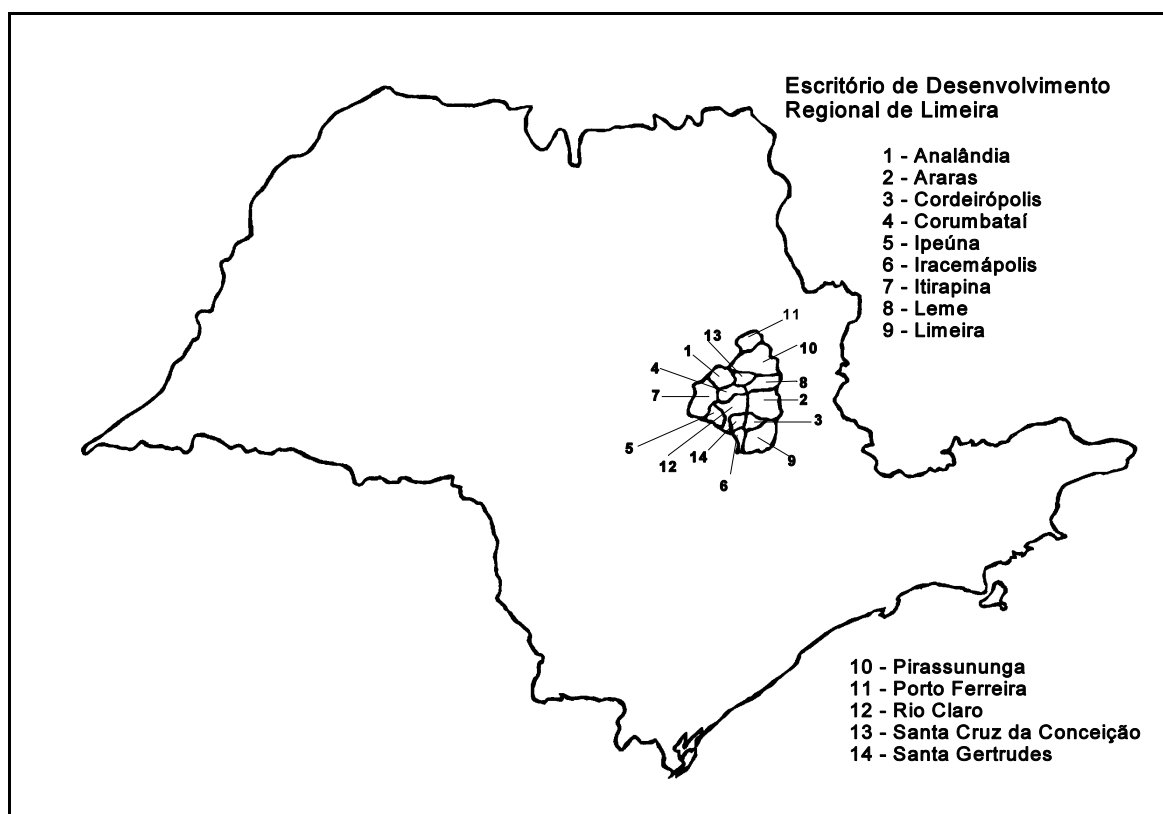 Escritório de Desenvolvimento
Regional de Limeira
1 - Analândia
2 - Araras
3 - Cordeirópolis
4 - Corumbataí
5 - Ipeúna
6 - Iracemápolis
7 - Itirapina
8 - Leme
9 - Limeira
11
13
10
1
4
8
7
2
3
5
14
12
9
6
10 - Pirassununga
11 - Porto Ferreira
12 - Rio Claro
13 - Santa Cruz da Conceição
14 - Santa Gertrudes